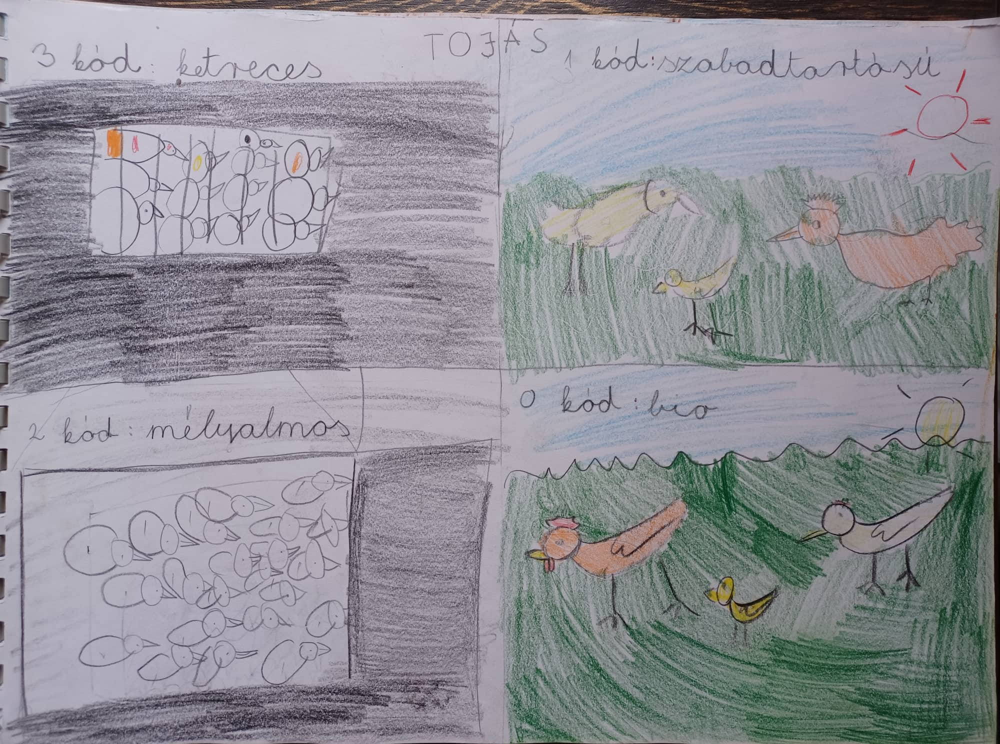 TOJÁS
3 kód: ketreces
1 kód: szabadtartású
2 kód: mélyalmos
0 kód: bio